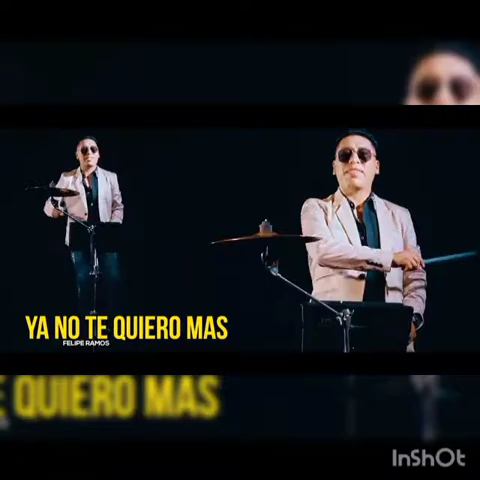 YA NO TE QUIERO MAS
FELIPE RAMOS
E QUIERO MAS
InShOt